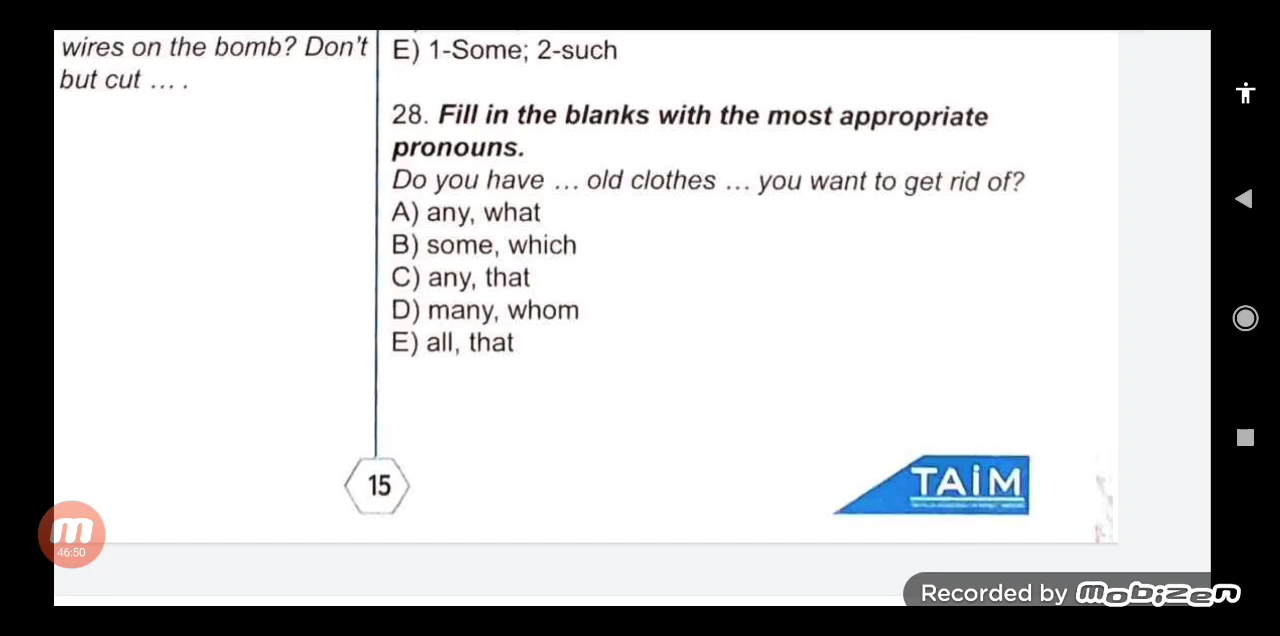 wires on the bomb? Don't
but cut ... .
E) 1-Some; 2-such
28. Fill in the blanks with the most appropriate
pronouns.
Do you have ... old clothes ... you want to get rid of?
A) any, what
B) some, which
C) any, that
D) many, whom
E) all, that
15
TAİM
46:50
Recorded by Mobizen